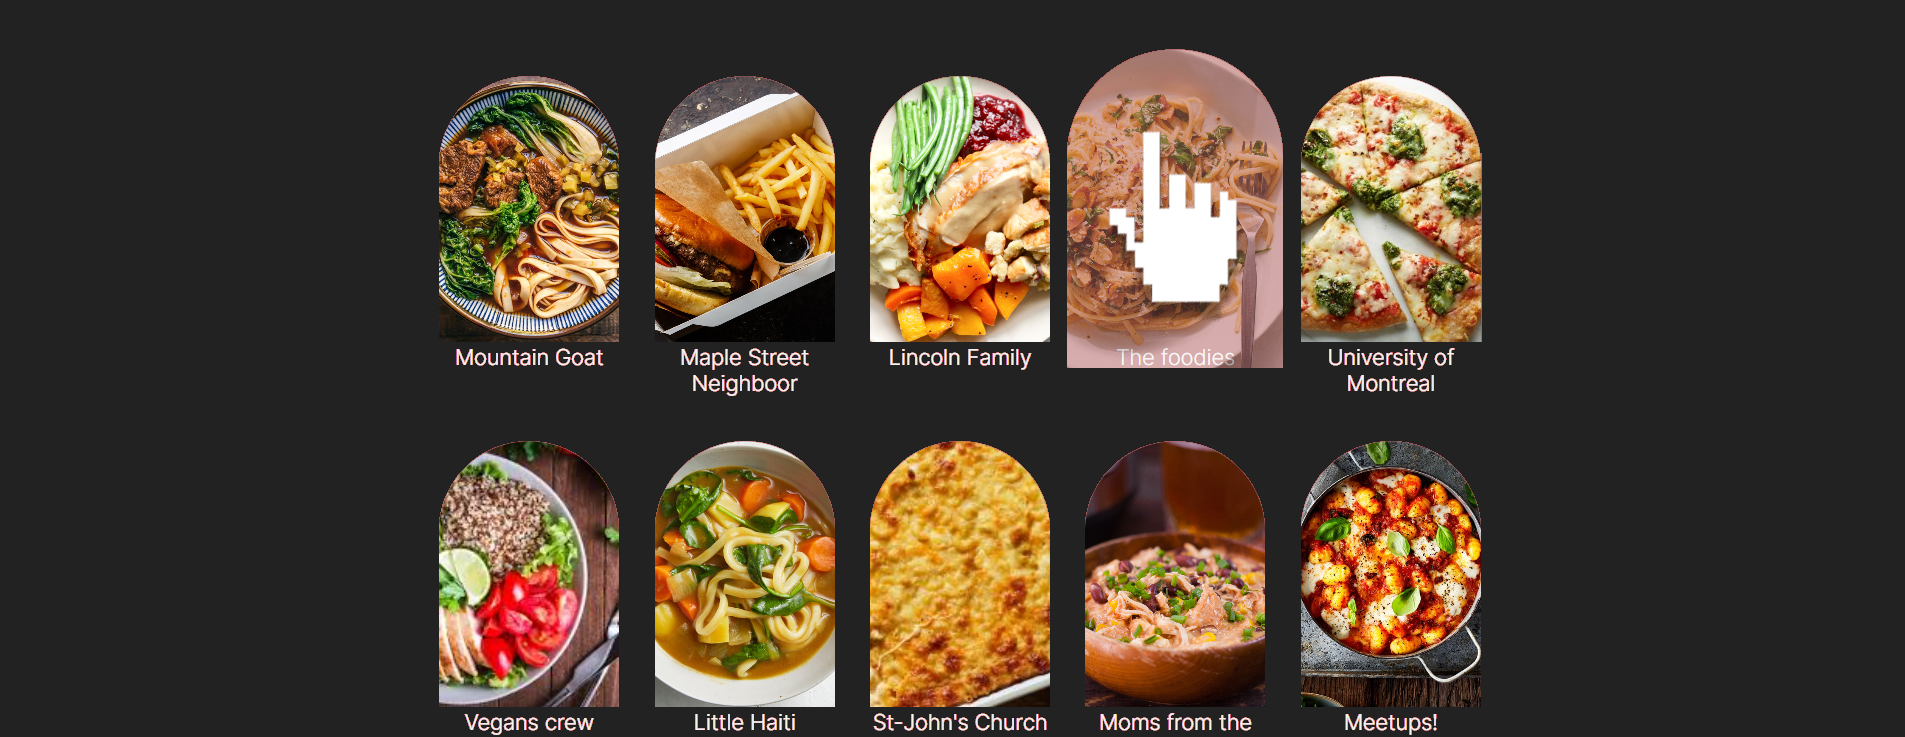 Mountain Goat
Maple Street
Neighboor
Lincoln Family
The foodies
University of
Montreal
Vegans crew
Little Haiti
St-John's Church
Moms from the
Meetups!